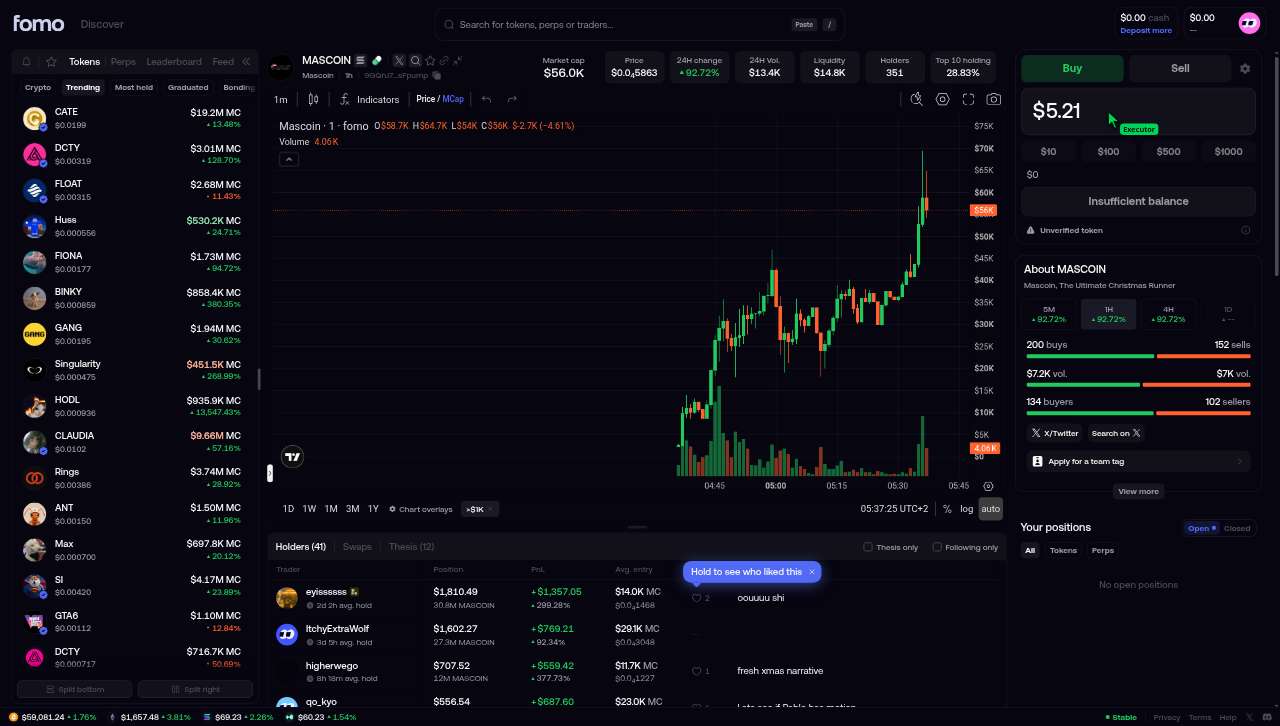 fomo
Discover
Search for tokens, perps or traders...
Paste
/
$0.00 cash
Deposit more
$0.00
—
Tokens Perps Leaderboard Feed
Crypto Trending Most held Graduated Bonding
CATE $19.2M MC
$0.0199 13.48%
DCTY $3.01M MC
$0.00319 128.70%
FLOAT $2.68M MC
$0.00315 11.43%
Huss $530.2K MC
$0.000556 24.71%
FIONA $1.73M MC
$0.00177 94.72%
BINKY $858.4K MC
$0.000859 380.35%
GANG $1.94M MC
$0.00195 30.62%
Singularity $451.5K MC
$0.000475 268.99%
HODL $935.9K MC
$0.000936 13,547.43%
CLAUDIA $9.66M MC
$0.0102 57.16%
Rings $3.74M MC
$0.00386 28.92%
ANT $1.50M MC
$0.00150 11.96%
Max $697.8K MC
$0.000700 20.12%
SI $4.17M MC
$0.00420 23.89%
GTA6 $1.10M MC
$0.00112 12.84%
DCTY $716.7K MC
$0.000717 50.69%
Split bottom Split right
MASCOIN
Mascoin 1h
Market cap
$56.0K
Price
$0.0₄5863
24H change
92.72%
24H Vol.
$13.4K
Liquidity
$14.8K
Holders
351
Top 10 holding
28.83%
1m Indicators Price / MCap
Mascoin · 1 · fomo O$58.7K H$64.7K L$54K C$56K $-2.7K (−4.61%)
Volume 4.06K
$75K
$70K
$65K
$60K
$56K
$50K
$45K
$40K
$35K
$30K
$25K
$20K
$15K
$10K
$5K
4.06K
$0
04:45 05:00 05:15 05:30 05:45
1D 1W 1M 3M 1Y Chart overlays >$1K
05:37:25 UTC+2 % log auto
Holders (41) Swaps Thesis (12)
Thesis only Following only
Trader Position PnL Avg. entry
Hold to see who liked this ×
eyissssss $1,810.49 +$1,357.05 $14.0K MC
2d 2h avg. hold 30.8M MASCOIN 299.28% $0.0₄1468
2 oouuuu shi
ItchyExtraWolf $1,602.27 +$769.21 $29.1K MC
3d 5h avg. hold 27.3M MASCOIN 92.34% $0.0₄3048
higherwego $707.52 +$559.42 $11.7K MC
8h 18m avg. hold 12M MASCOIN 377.73% $0.0₄1227
1 fresh xmas narrative
qo_kyo $556.54 +$687.60 $23.0K MC
Buy Sell
$5.21
Executor
$10 $100 $500 $1000
$0
Insufficient balance
Unverified token
About MASCOIN
Mascoin, The Ultimate Christmas Runner
5M 1H 4H 1D
92.72% 92.72% 92.72% --
200 buys 152 sells
$7.2K vol. $7K vol.
134 buyers 102 sellers
X/Twitter Search on X
Apply for a team tag
View more
Your positions
Open Closed
All Tokens Perps
No open positions
$59,081.24 1.76% $1,657.48 3.81% $69.23 2.26% $60.23 1.54%
Stable Privacy Terms Help